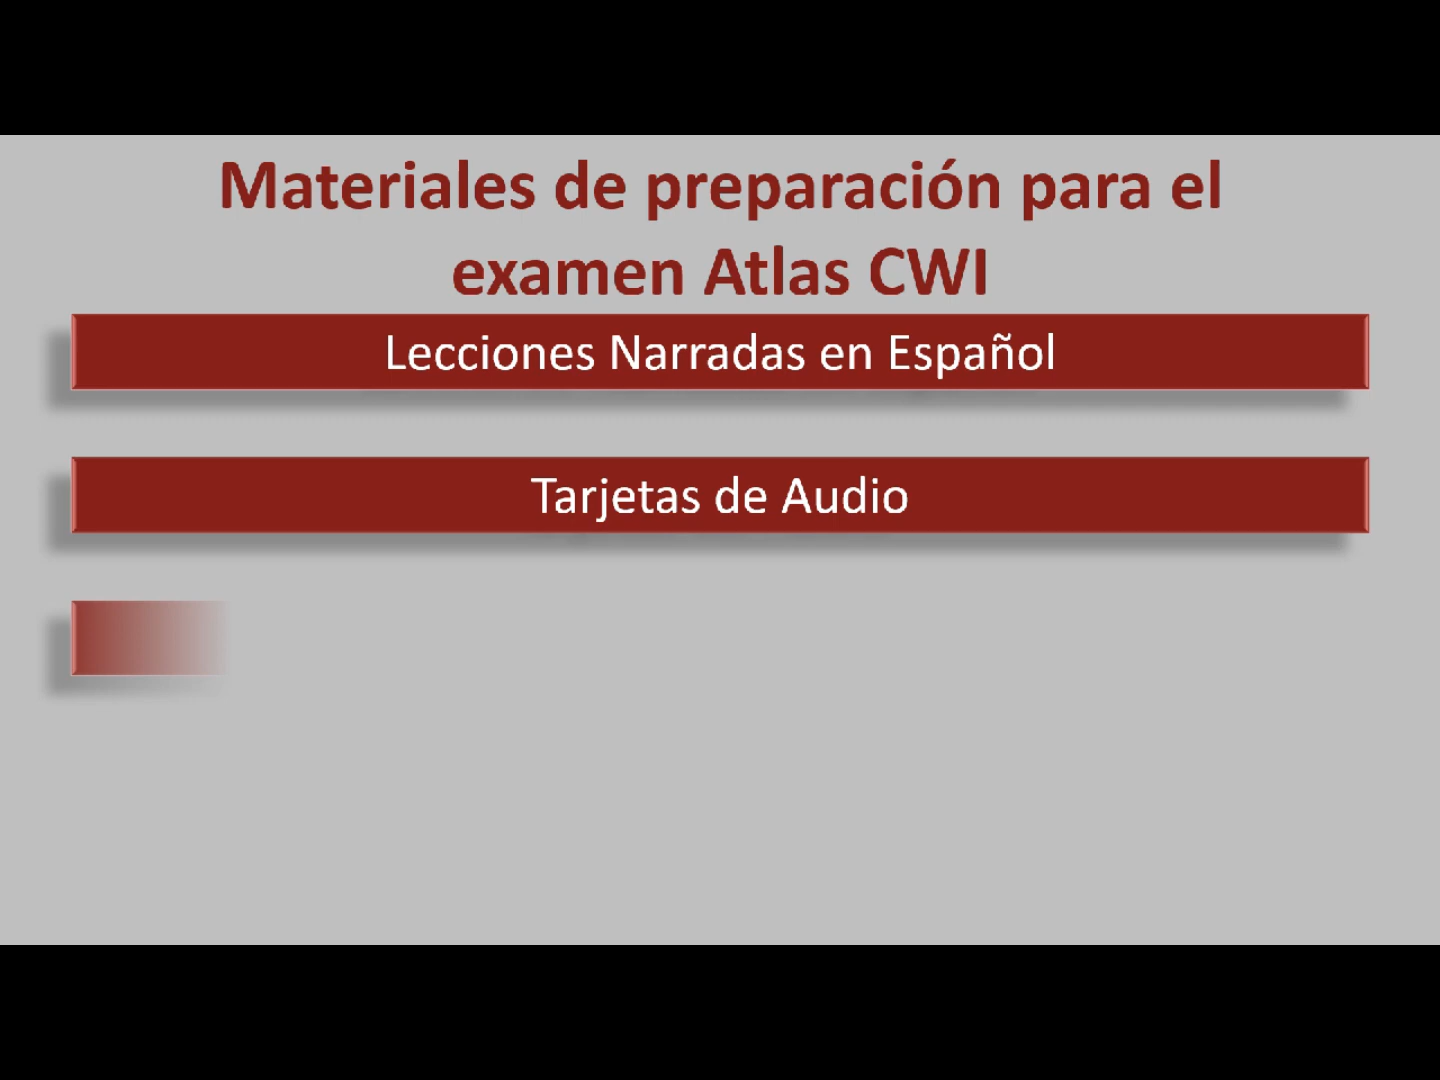 Materiales de preparación para el
examen Atlas CWI
Lecciones Narradas en Español
Tarjetas de Audio